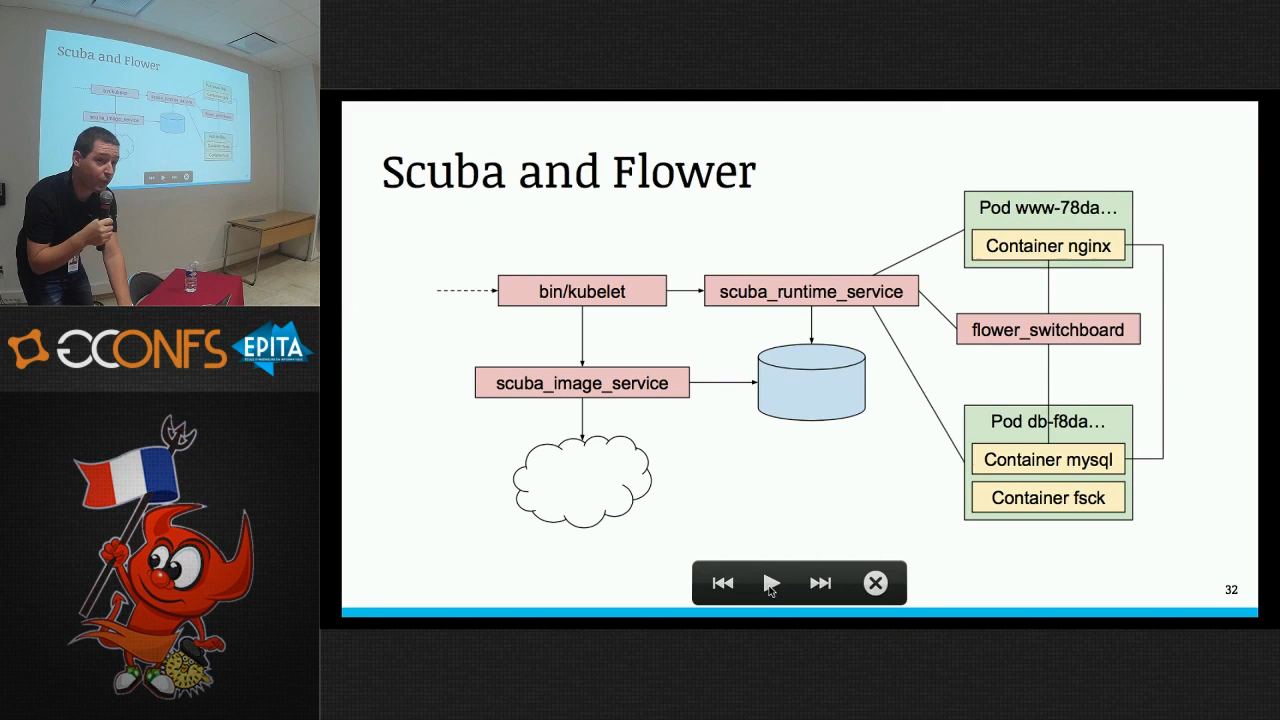 Scuba and Flower
Scuba and Flower
Pod www-78da…
Container nginx
bin/kubelet
scuba_runtime_service
flower_switchboard
scuba_image_service
Pod db-f8da…
Container mysql
Container fsck
32
GCONFS
EPITA